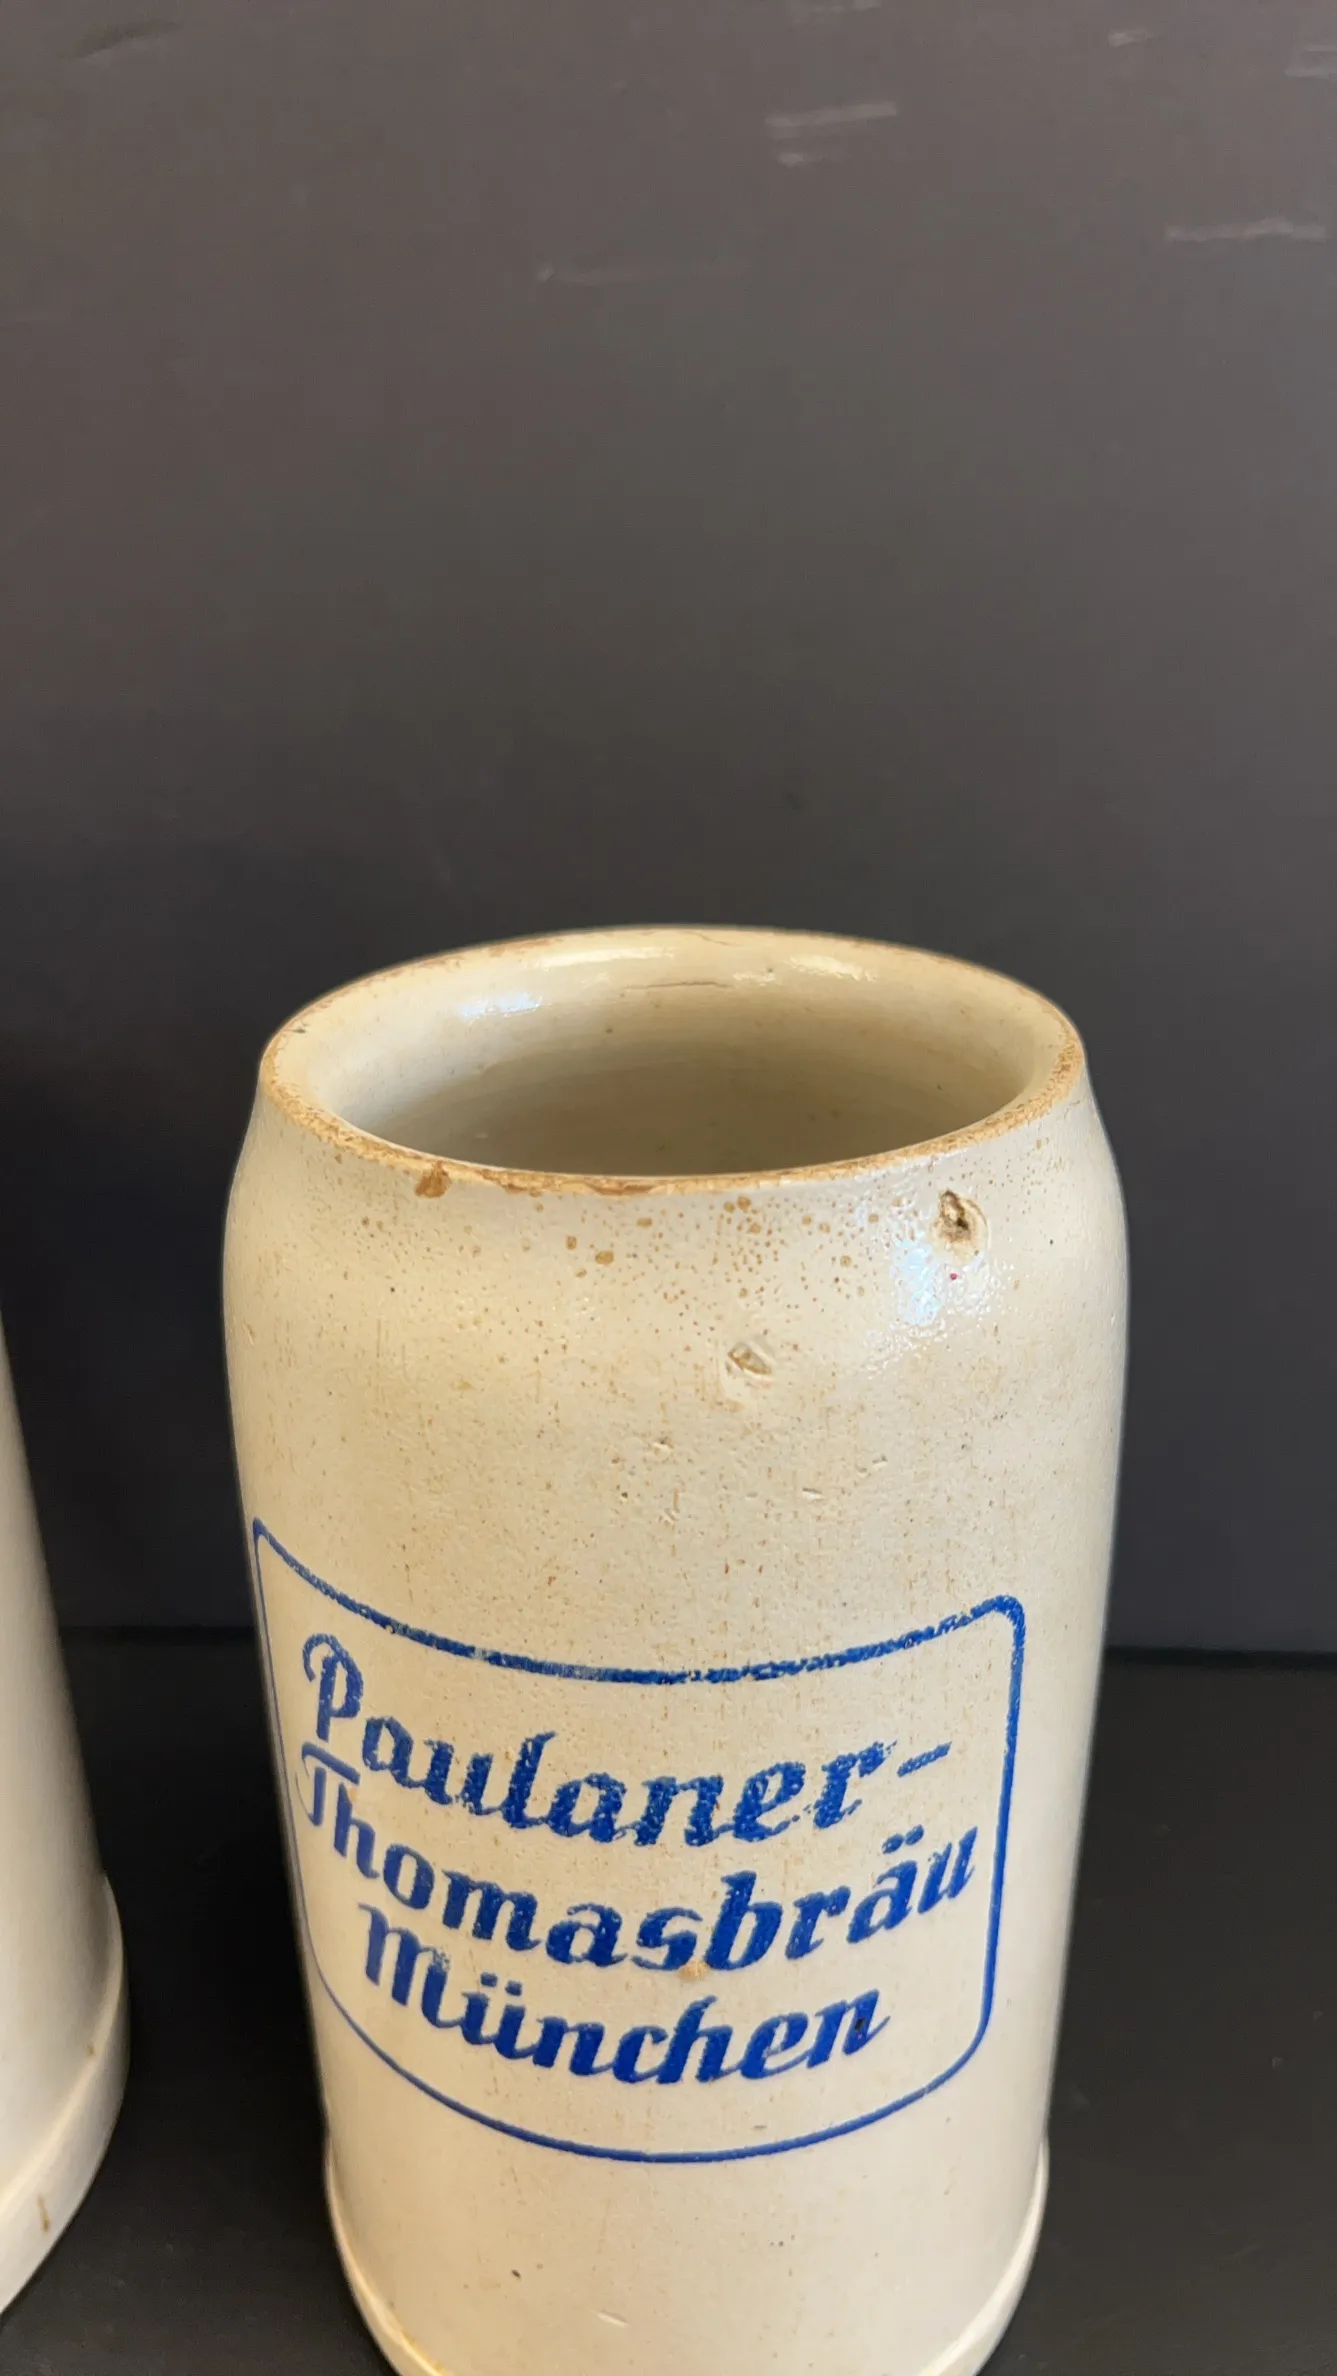 Paulaner-
Thomasbräu
München